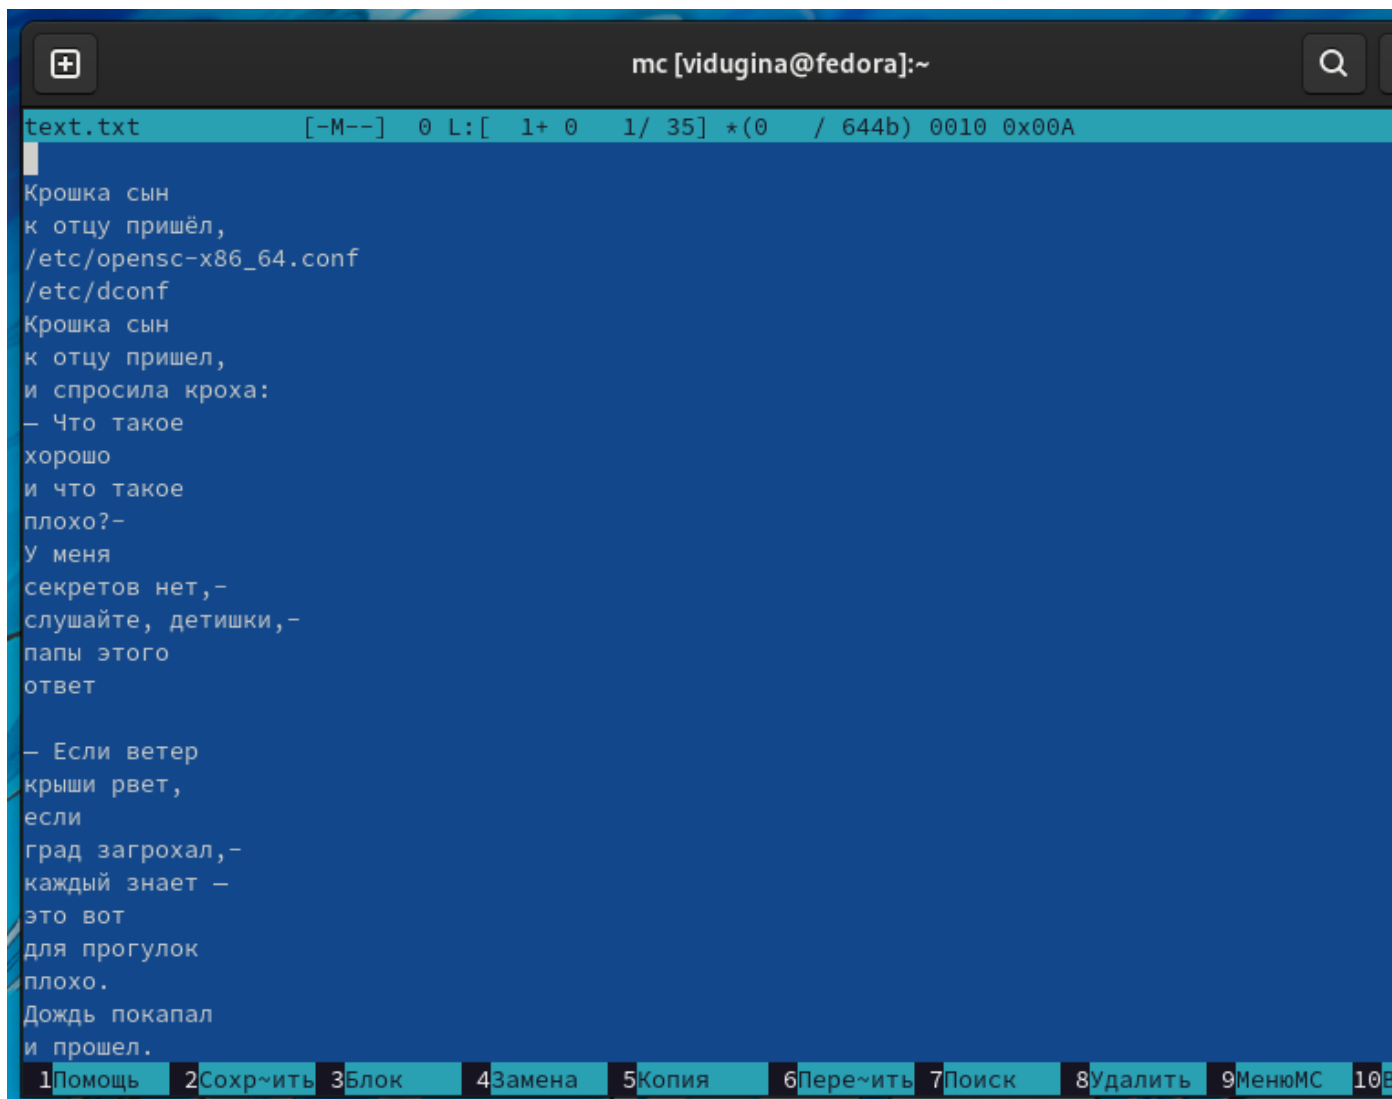 mc [vidugina@fedora]:~
text.txt [-M--] 0 L:[ 1+ 0 1/ 35] *(0 / 644b) 0010 0x00A
Крошка сын
к отцу пришёл,
/etc/opensc-x86_64.conf
/etc/dconf
Крошка сын
к отцу пришел,
и спросила кроха:
— Что такое
хорошо
и что такое
плохо?-
У меня
секретов нет,-
слушайте, детишки,-
папы этого
ответ
— Если ветер
крыши рвет,
если
град загрохал,-
каждый знает —
это вот
для прогулок
плохо.
Дождь покапал
и прошел.
1Помощь 2Сохр~ить 3Блок 4Замена 5Копия 6Пере~ить 7Поиск 8Удалить 9МенюМС 10